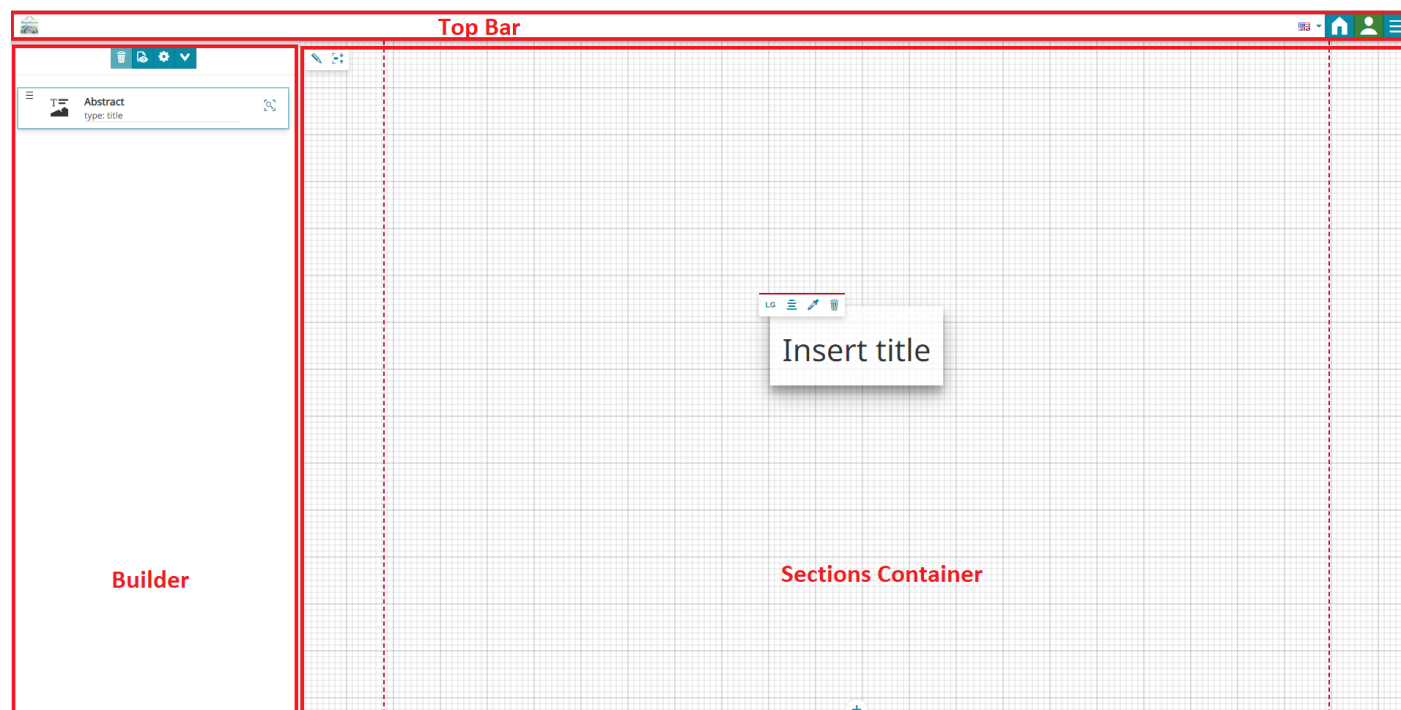 Top Bar
Abstract
type: title
LG
Insert title
Builder
Sections Container